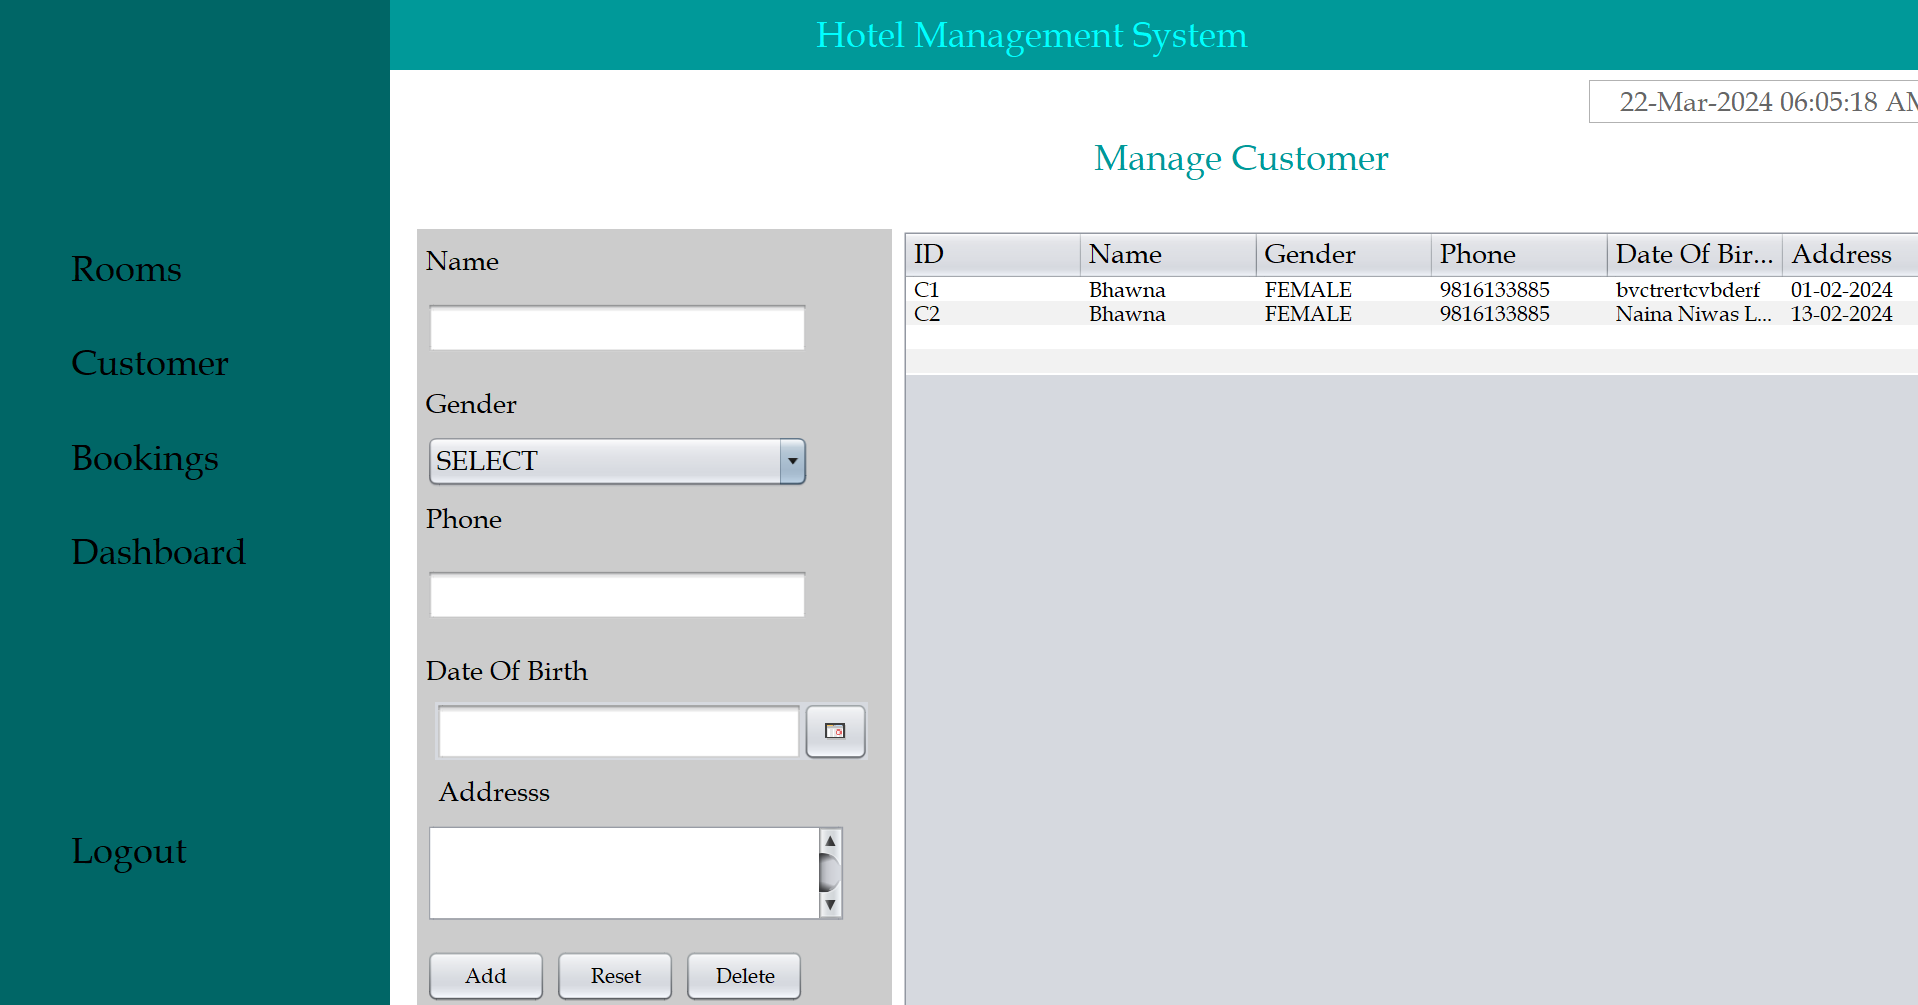 Hotel Management System
22-Mar-2024 06:05:18 AM
Manage Customer
Rooms
Customer
Bookings
Dashboard
Logout
Name
Gender
SELECT
Phone
Date Of Birth
Addresss
Add Reset Delete
ID Name Gender Phone Date Of Bir... Address
C1 Bhawna FEMALE 9816133885 bvctrertcvbderf 01-02-2024
C2 Bhawna FEMALE 9816133885 Naina Niwas L... 13-02-2024